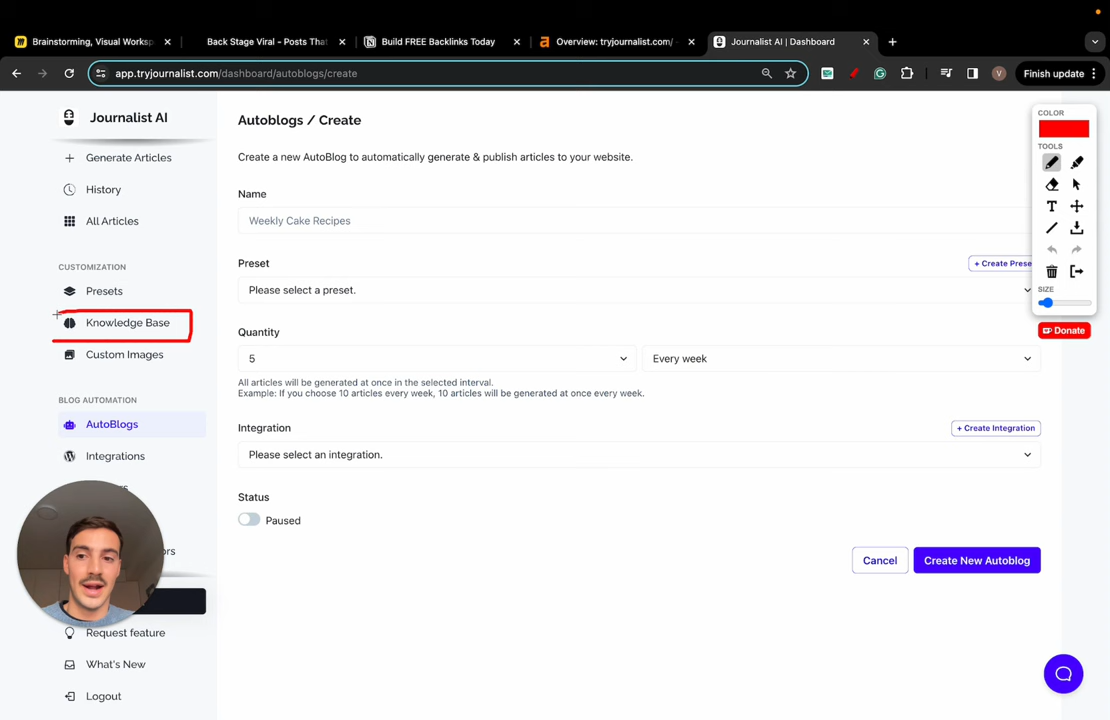 Brainstorming, Visual Worksp
Back Stage Viral - Posts Tha
Build FREE Backlinks Today
Overview: tryjournalist.com/
Journalist AI | Dashboard
app.tryjournalist.com/dashboard/autoblogs/create
V
Finish update
Journalist AI
Generate Articles
History
All Articles
CUSTOMIZATION
Presets
Knowledge Base
Custom Images
BLOG AUTOMATION
AutoBlogs
Integrations
Request feature
What's New
Logout
Autoblogs / Create
Create a new AutoBlog to automatically generate & publish articles to your website.
Name
Weekly Cake Recipes
Preset
+ Create Prese
Please select a preset.
Quantity
5
Every week
All articles will be generated at once in the selected interval.
Example: If you choose 10 articles every week, 10 articles will be generated at once every week.
Integration
+ Create Integration
Please select an integration.
Status
Paused
Cancel
Create New Autoblog
COLOR
TOOLS
T
SIZE
Donate